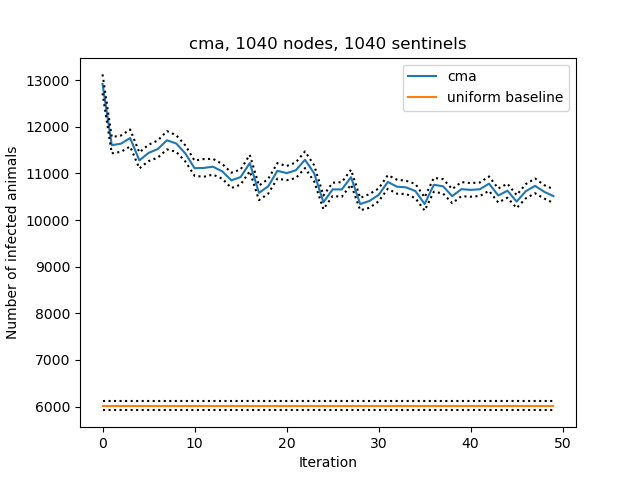 cma, 1040 nodes, 1040 sentinels
cma
uniform baseline
13000
12000
11000
10000
9000
8000
7000
6000
Number of infected animals
0
10
20
30
40
50
Iteration